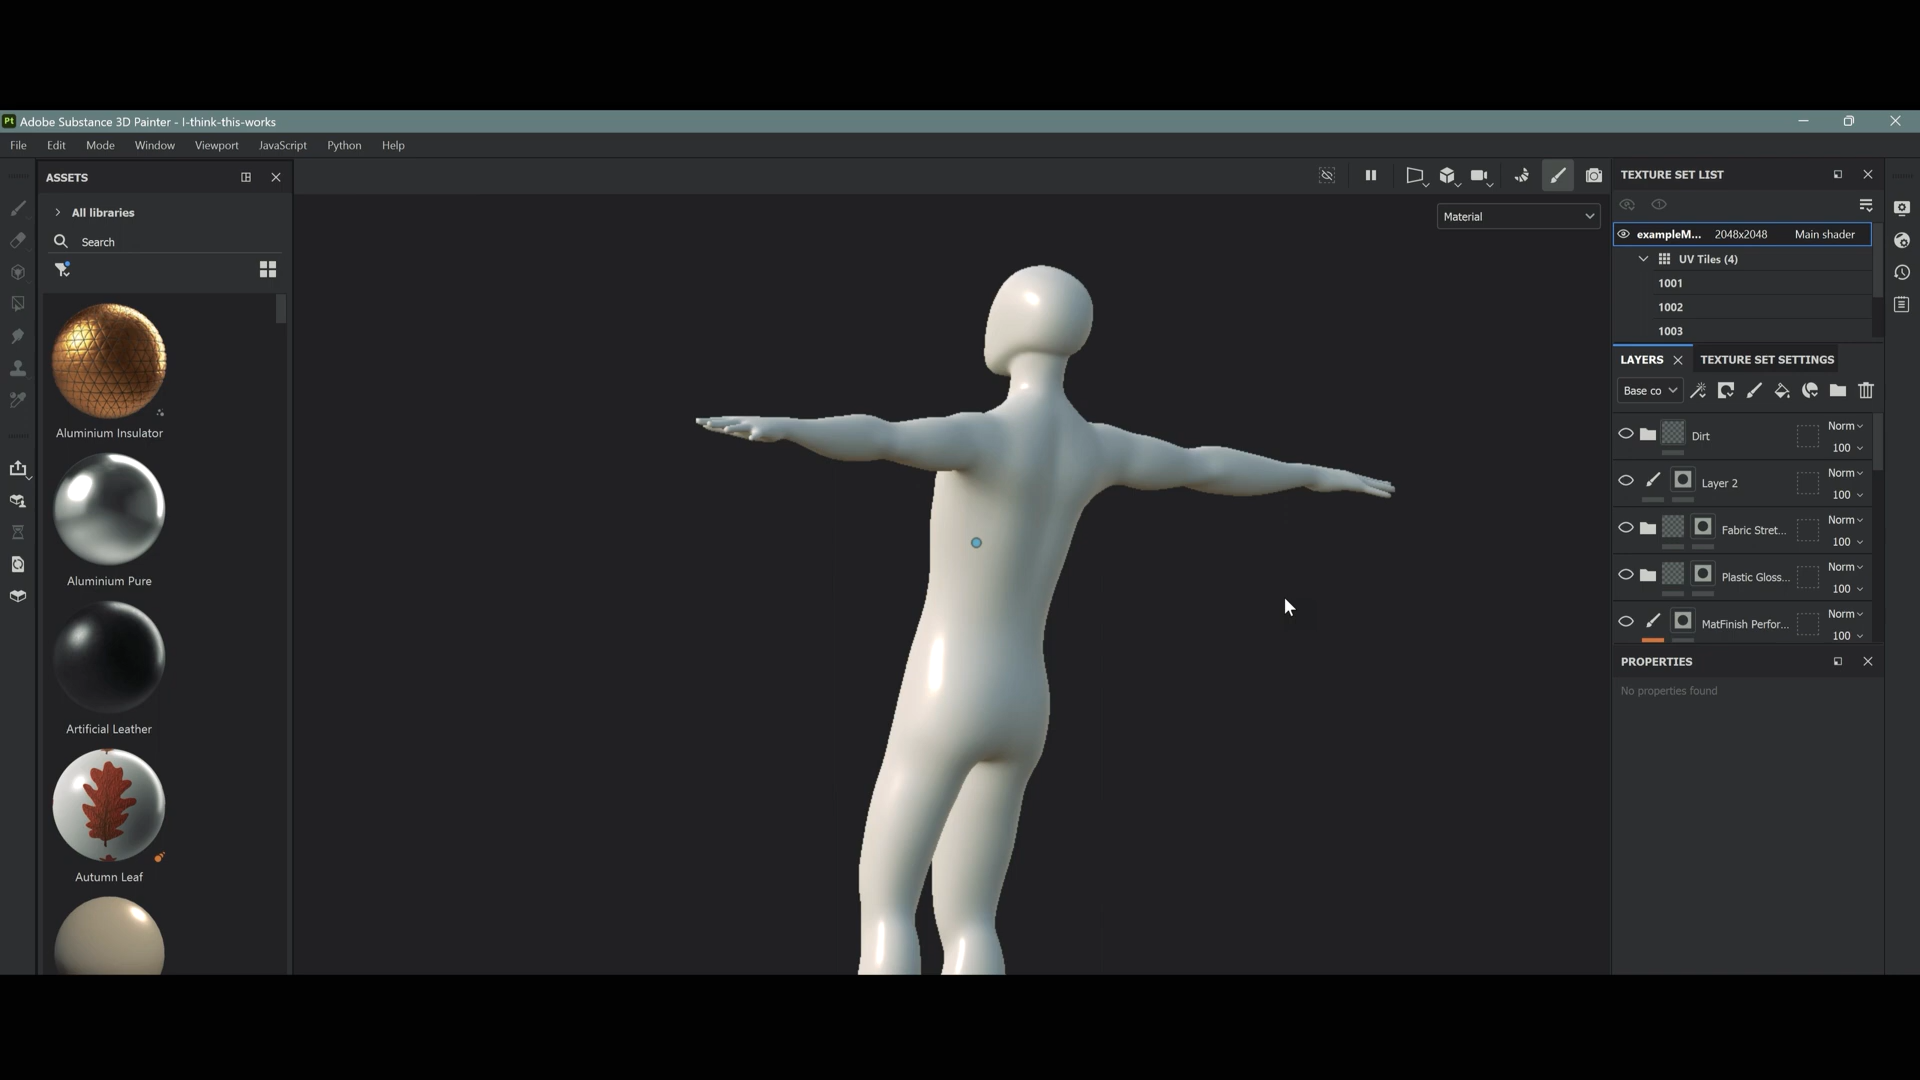 Pt Adobe Substance 3D Painter - I-think-this-works
File Edit Mode Window Viewport JavaScript Python Help
ASSETS
All libraries
Search
Aluminium Insulator
Aluminium Pure
Artificial Leather
Autumn Leaf
Material
TEXTURE SET LIST
exampleM... 2048x2048 Main shader
UV Tiles (4)
1001
1002
1003
LAYERS TEXTURE SET SETTINGS
Base co
Dirt Norm 100
Layer 2 Norm 100
Fabric Stret... Norm 100
Plastic Gloss... Norm 100
MatFinish Perfor... Norm 100
PROPERTIES
No properties found